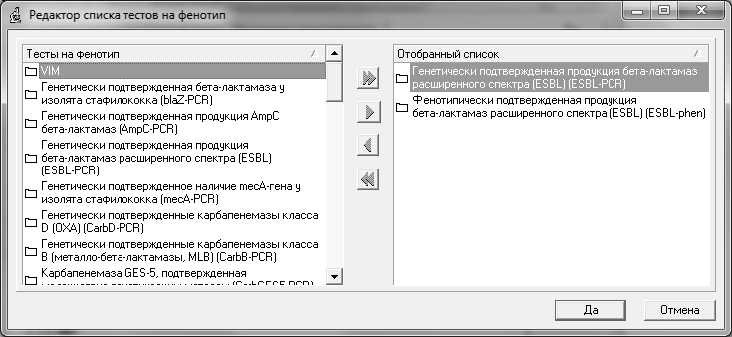 Редактор списка тестов на фенотип
Тесты на фенотип
VIM
Генетически подтвержденная бета-лактамаза у
изолята стафилококка (blaZ-PCR)
Генетически подтвержденная продукция AmpC
бета-лактамаз (AmpC-PCR)
Генетически подтвержденная продукция
бета-лактамаз расширенного спектра (ESBL)
(ESBL-PCR)
Генетически подтвержденное наличие mecA-гена у
изолята стафилококка (mecA-PCR)
Генетически подтвержденные карбапенемазы класса
D (OXA) (CarbD-PCR)
Генетически подтвержденные карбапенемазы класса
B (металло-бета-лактамазы, MLB) (CarbB-PCR)
Карбапенемаза GES-5, подтвержденная
Отобранный список
Генетически подтвержденная продукция бета-лактамаз
расширенного спектра (ESBL) (ESBL-PCR)
Фенотипически подтвержденная продукция
бета-лактамаз расширенного спектра (ESBL) (ESBL-phen)
Да
Отмена